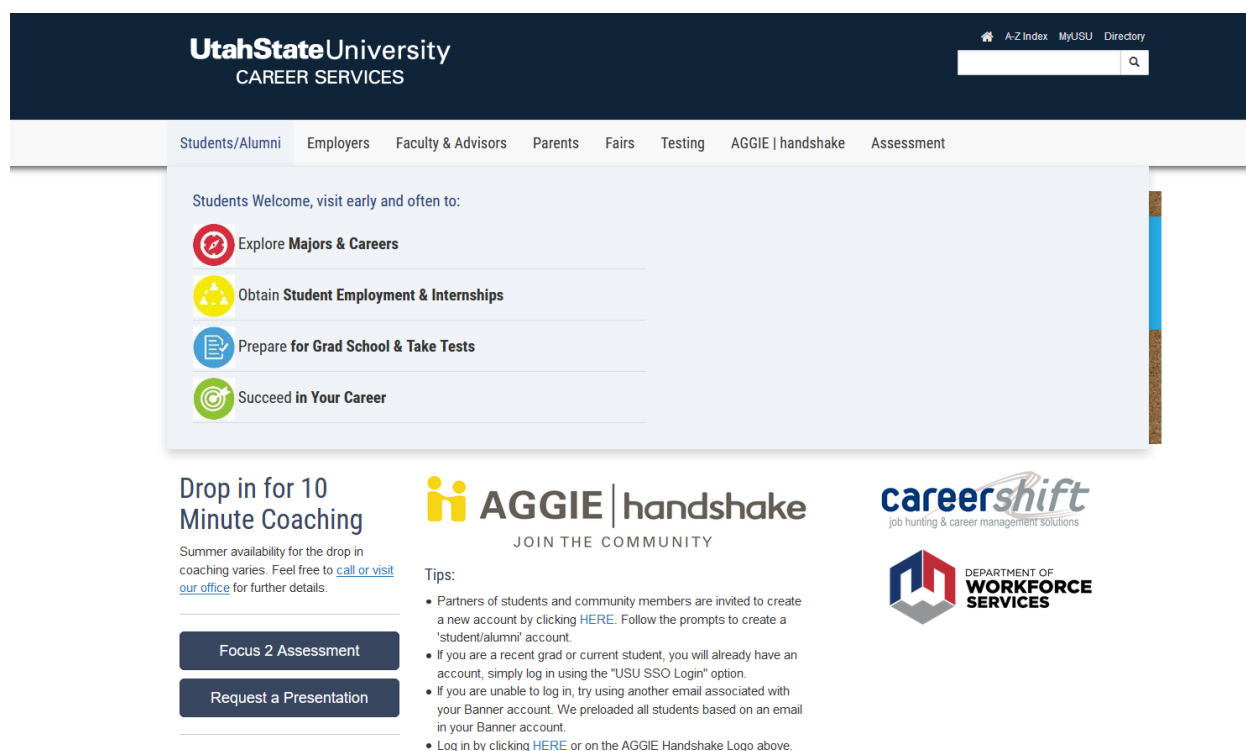 UtahStateUniversity
CAREER SERVICES
A-Z Index MyUSU Directory
Students/Alumni Employers Faculty & Advisors Parents Fairs Testing AGGIE | handshake Assessment
Students Welcome, visit early and often to:
Explore Majors & Careers
Obtain Student Employment & Internships
Prepare for Grad School & Take Tests
Succeed in Your Career
Drop in for 10
Minute Coaching
Summer availability for the drop in
coaching varies. Feel free to call or visit
our office for further details.
Focus 2 Assessment
Request a Presentation
AGGIE | handshake
JOIN THE COMMUNITY
Tips:
• Partners of students and community members are invited to create
a new account by clicking HERE. Follow the prompts to create a
'student/alumni' account.
• If you are a recent grad or current student, you will already have an
account, simply log in using the "USU SSO Login" option.
• If you are unable to log in, try using another email associated with
your Banner account. We preloaded all students based on an email
in your Banner account.
• Log in by clicking HERE or on the AGGIE Handshake Logo above.
careershift
job hunting & career management solutions
DEPARTMENT OF
WORKFORCE
SERVICES